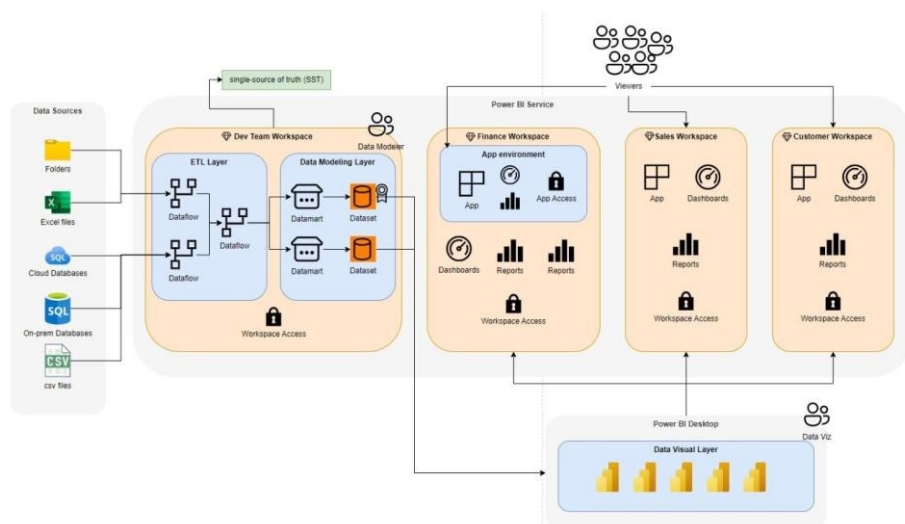 single-source of truth (SST)
Viewers
Data Sources
Folders
Excel files
SQL
Cloud Databases
SQL
On-prem Databases
CSV
csv files
Power BI Service
Dev Team Workspace
Data Modeler
ETL Layer
Dataflow
Dataflow
Dataflow
Data Modeling Layer
Datamart
Dataset
Datamart
Dataset
Workspace Access
Finance Workspace
App environment
App
App Access
Dashboards
Reports
Reports
Workspace Access
Sales Workspace
App
Dashboards
Reports
Workspace Access
Customer Workspace
App
Dashboards
Reports
Workspace Access
Power BI Desktop
Data Viz
Data Visual Layer